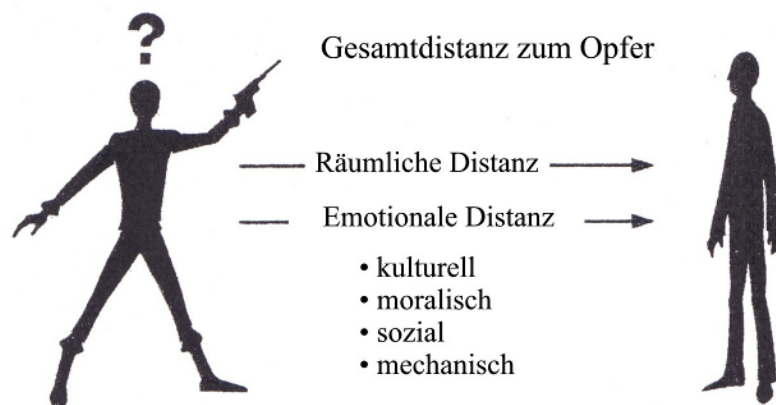 ?
Gesamtdistanz zum Opfer
Räumliche Distanz
Emotionale Distanz
• kulturell
• moralisch
• sozial
• mechanisch